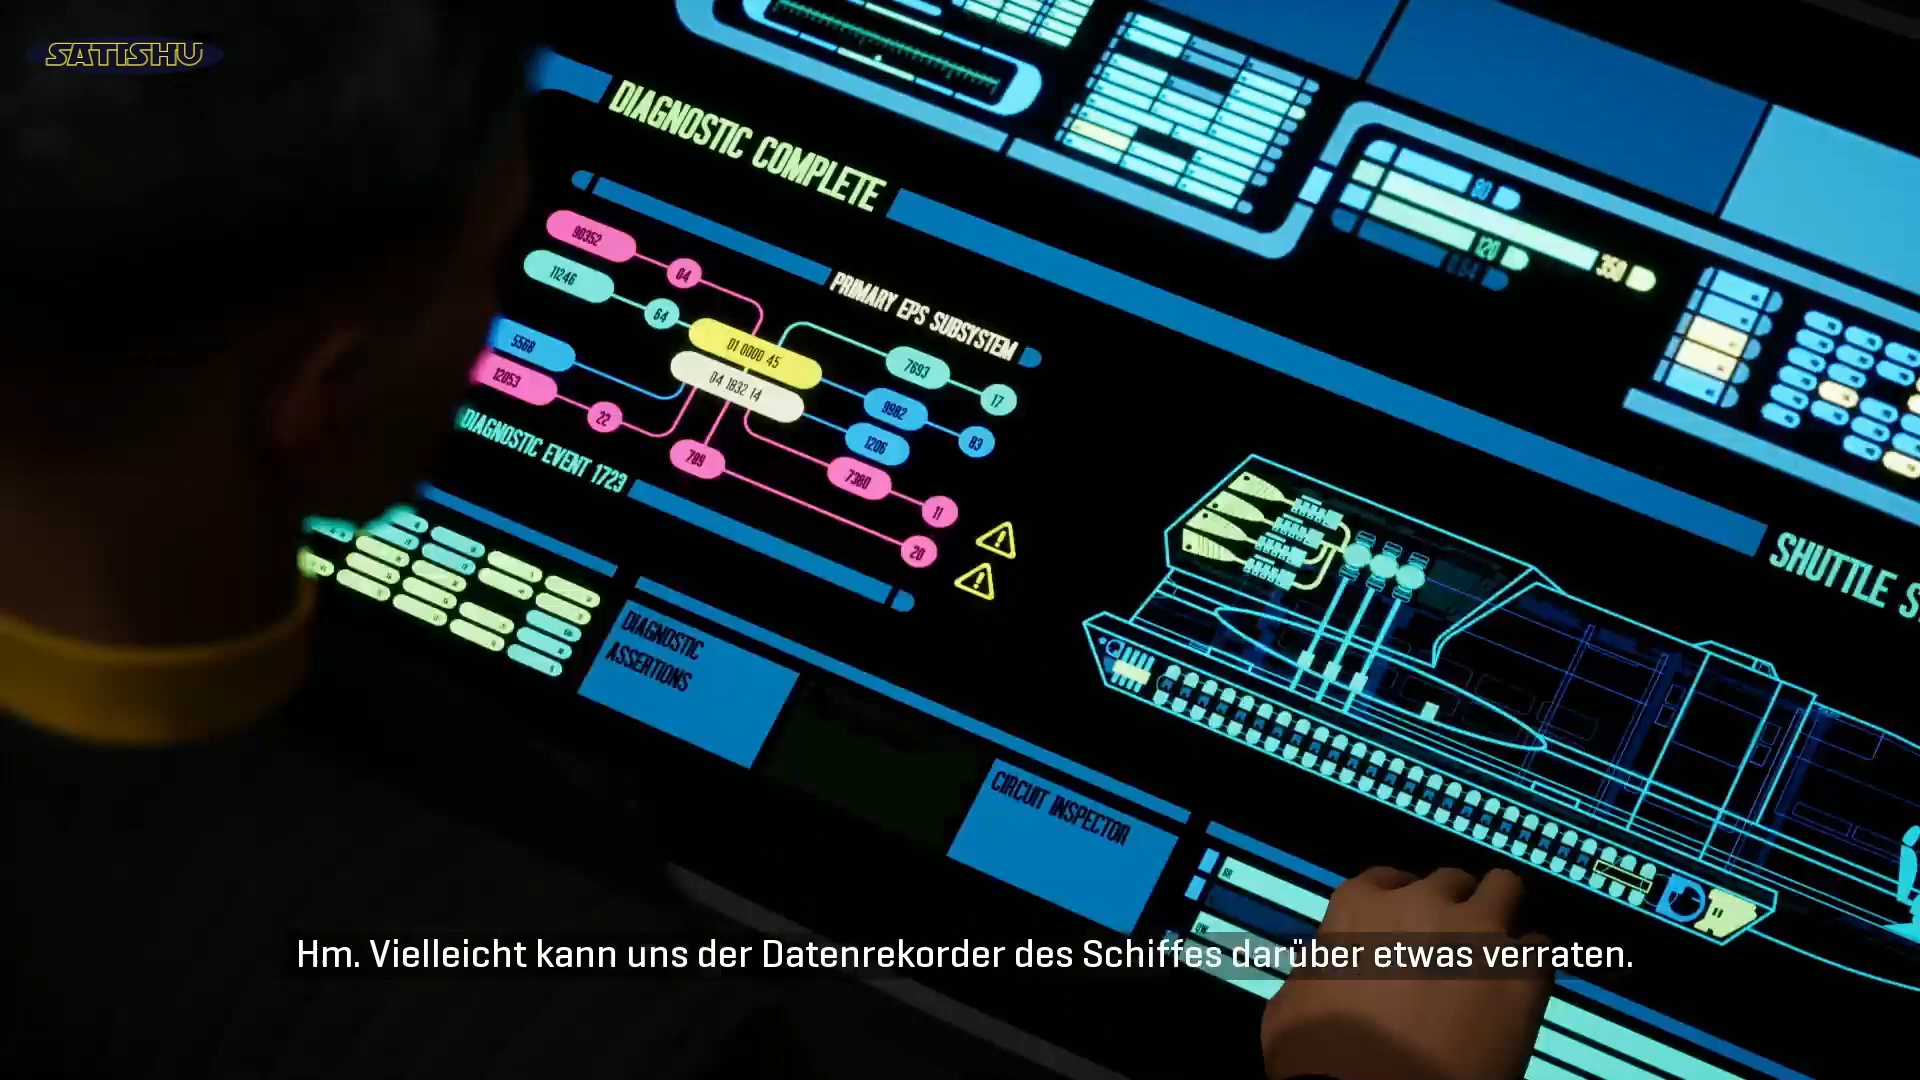 SATISHU
DIAGNOSTIC COMPLETE
80
120
350
90352
04
11246
64
PRIMARY EPS SUBSYSTEM
01 0000 45
04 1832 14
5568
12053
22
7693
17
9982
83
1206
789
7380
11
20
DIAGNOSTIC EVENT 1723
SHUTTLE S
DIAGNOSTIC
ASSERTIONS
CIRCUIT INSPECTOR
Hm. Vielleicht kann uns der Datenrekorder des Schiffes darüber etwas verraten.